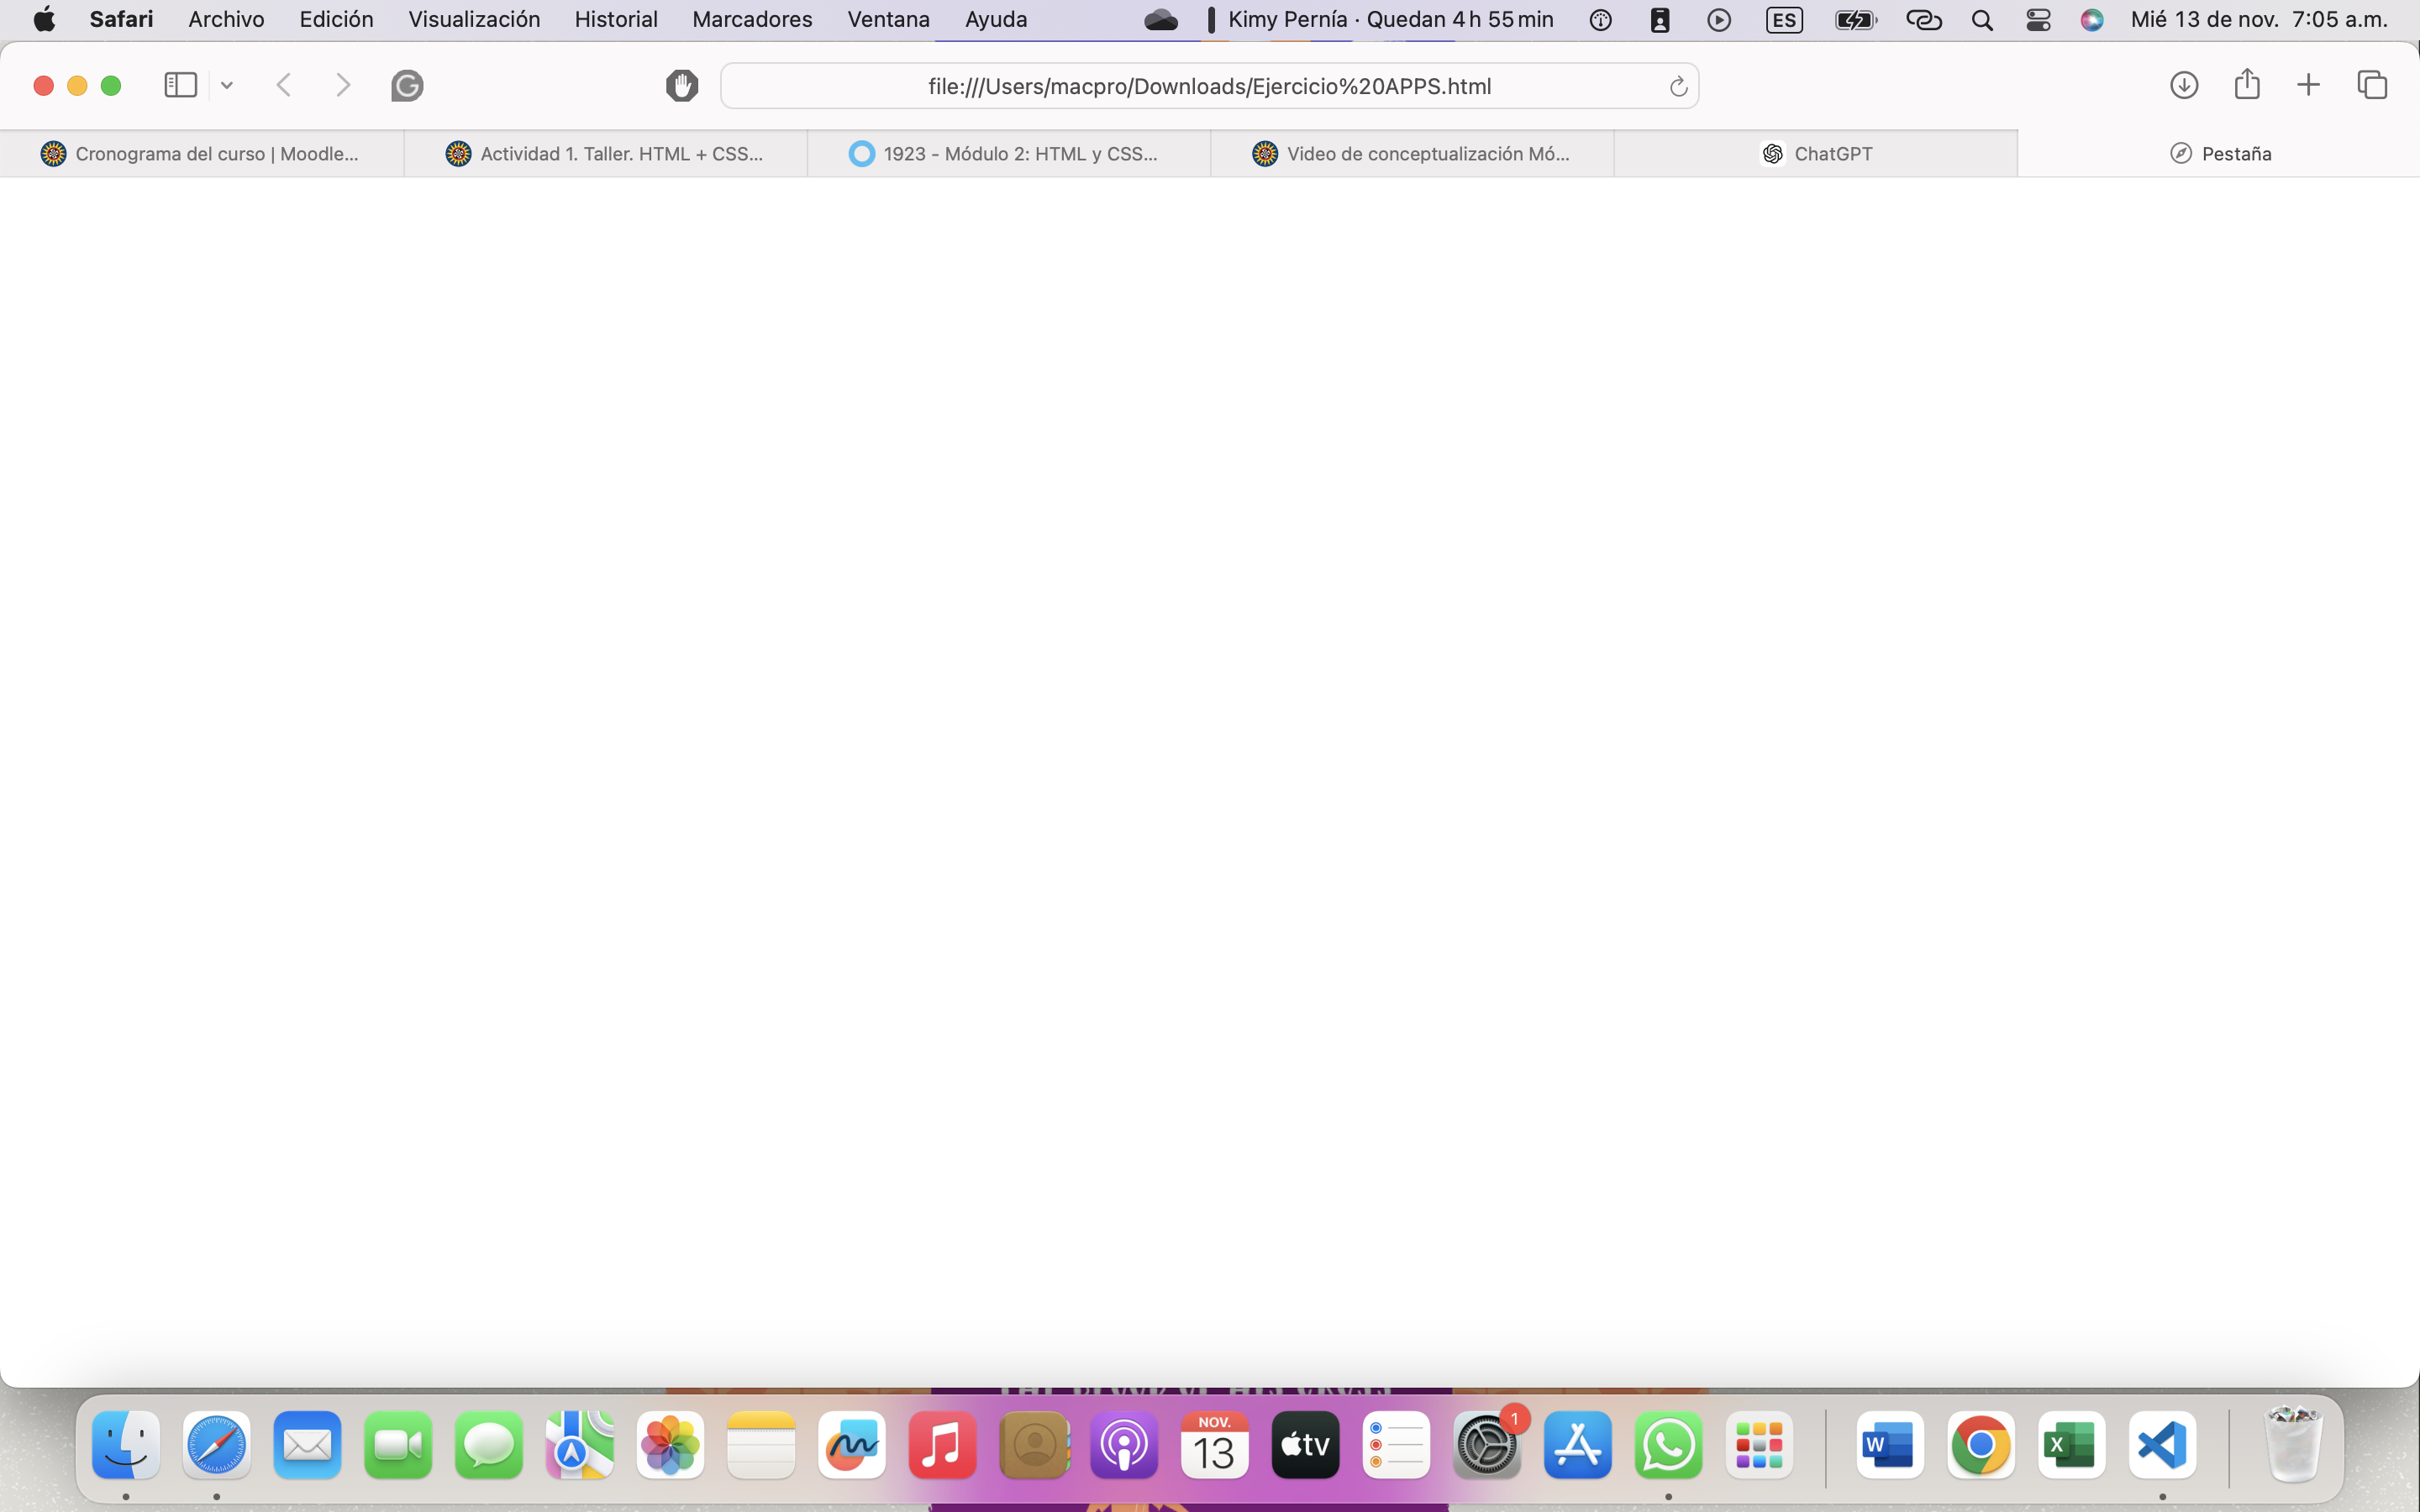 Safari Archivo Edición Visualización Historial Marcadores Ventana Ayuda Kimy Pernía · Quedan 4 h 55 min ES Mié 13 de nov. 7:05 a.m.
file:///Users/macpro/Downloads/Ejercicio%20APPS.html
Cronograma del curso | Moodle... Actividad 1. Taller. HTML + CSS... 1923 - Módulo 2: HTML y CSS... Video de conceptualización Mó... ChatGPT Pestaña
NOV. 1
13 tv W X